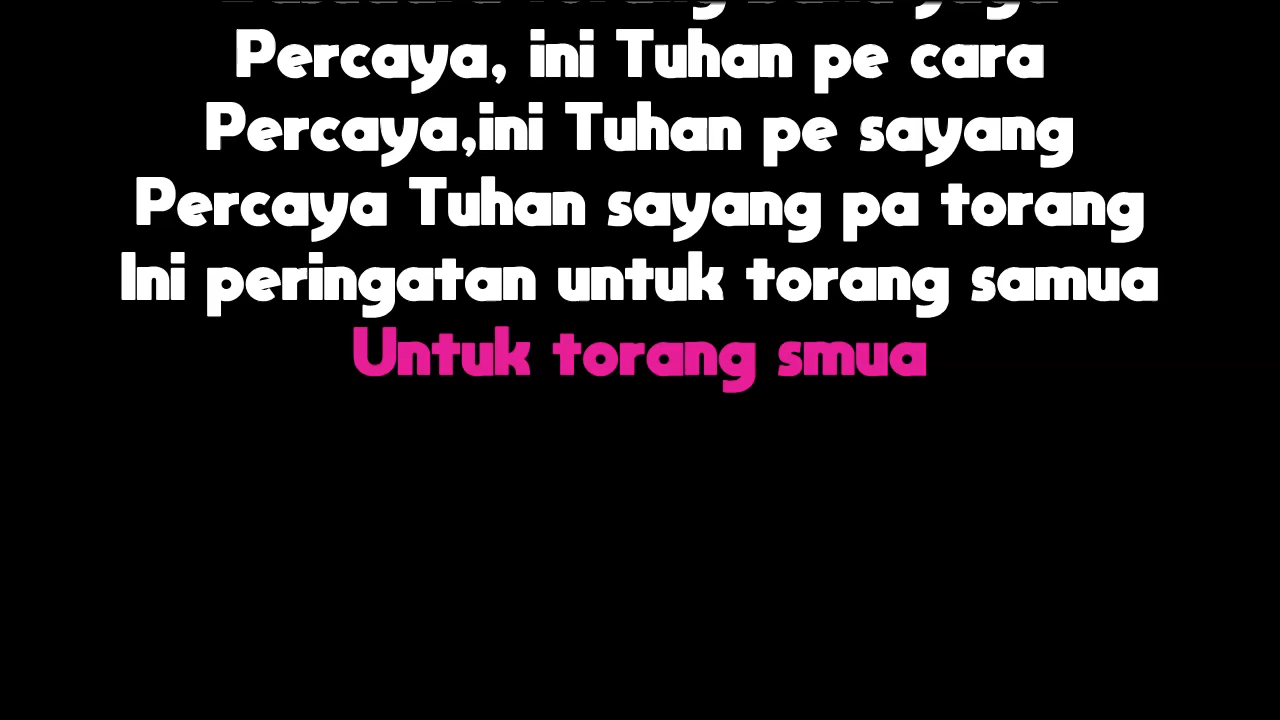 Percaya, ini Tuhan pe cara
Percaya,ini Tuhan pe sayang
Percaya Tuhan sayang pa torang
Ini peringatan untuk torang samua
Untuk torang smua